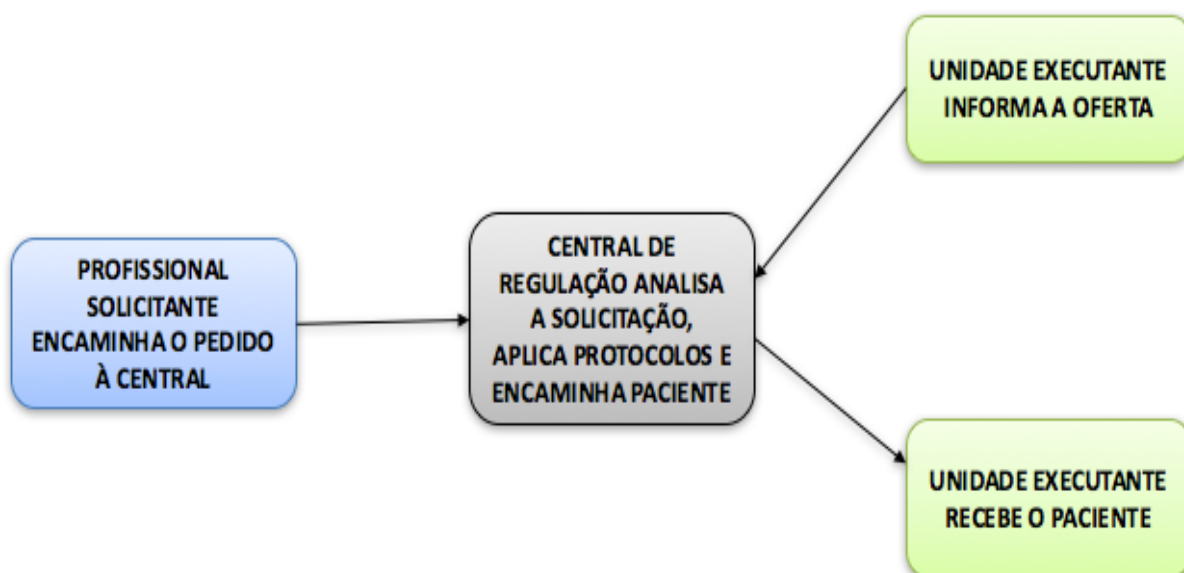 PROFISSIONAL
SOLICITANTE
ENCAMINHA O PEDIDO
À CENTRAL
CENTRAL DE
REGULAÇÃO ANALISA
A SOLICITAÇÃO,
APLICA PROTOCOLOS E
ENCAMINHA PACIENTE
UNIDADE EXECUTANTE
INFORMA A OFERTA
UNIDADE EXECUTANTE
RECEBE O PACIENTE